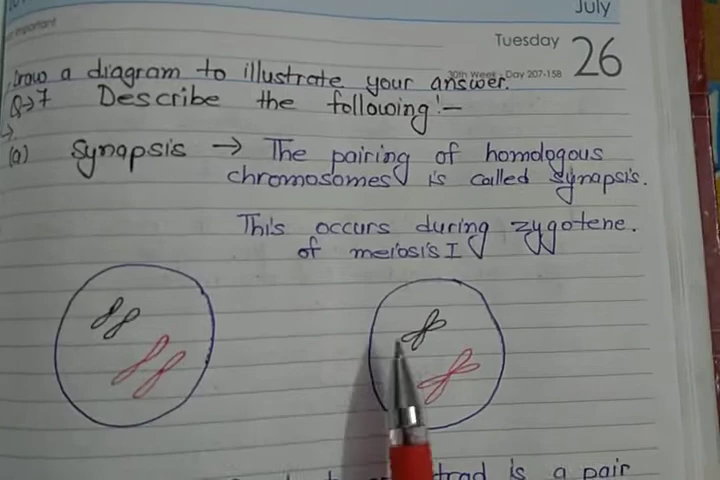 July
important
Tuesday 26
30th Week - Day 207-158
Draw a diagram to illustrate your answer.
Q→7 Describe the following:-
(a) Synapsis → The pairing of homologous
chromosomes is called synapsis.
This occurs during zygotene.
of meiosis I
is a pair